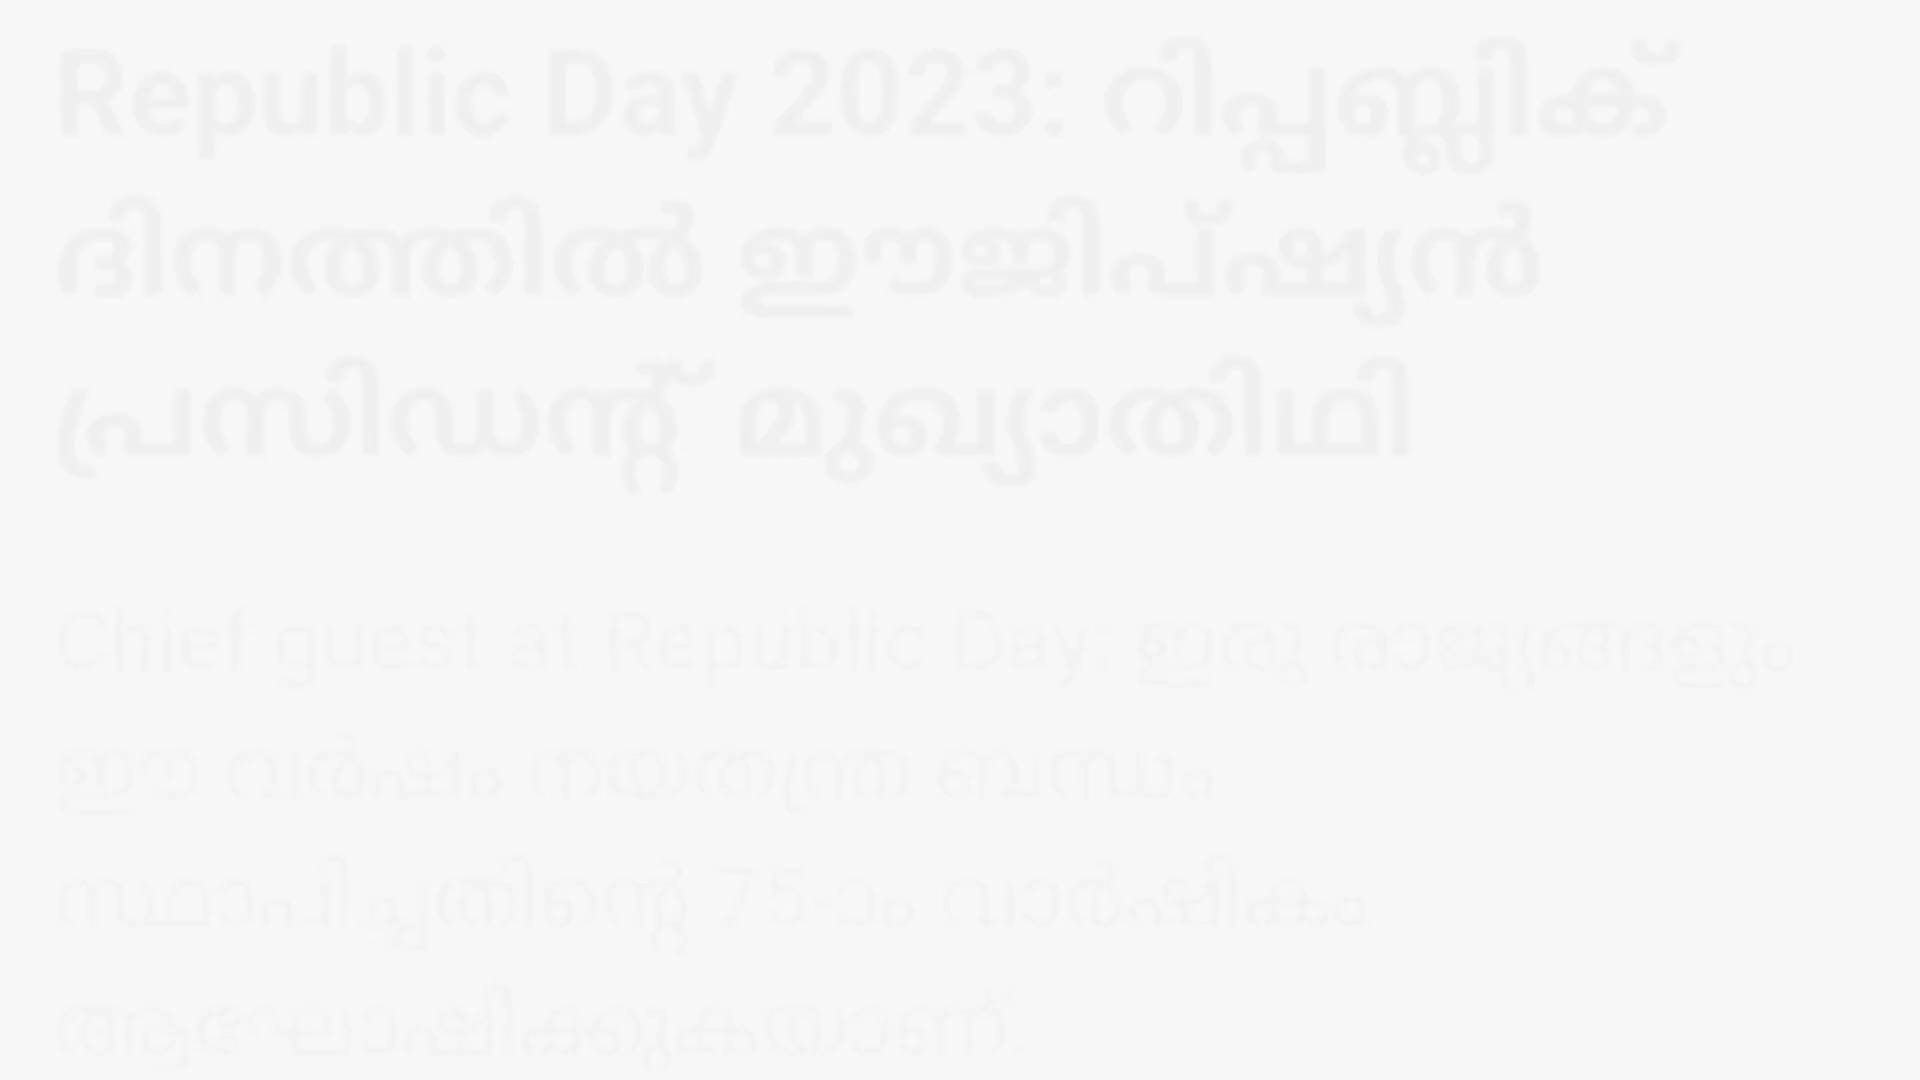 Republic Day 2023: റിപ്പബ്ലിക്
ദിനത്തിൽ ഈജിപ്ഷ്യൻ
പ്രസിഡന്റ് മുഖ്യാതിഥി
Chief guest at Republic Day: ഇരു രാജ്യങ്ങളും
ഈ വർഷം നയതന്ത്ര ബന്ധം
സ്ഥാപിച്ചതിന്റെ 75-ാം വാർഷികം
ആഘോഷിക്കുകയാണ്.